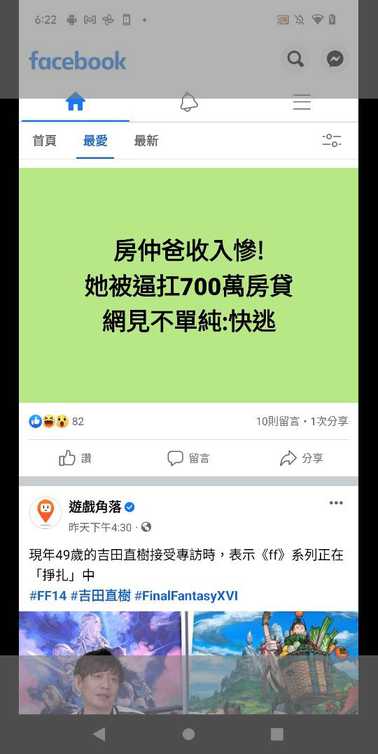 6:22
facebook
首頁 最愛 最新
房仲爸收入慘!
她被逼扛700萬房貸
網見不單純:快逃
82 10則留言・1次分享
讚 留言 分享
遊戲角落
昨天下午4:30
現年49歲的吉田直樹接受專訪時，表示《ff》系列正在
「掙扎」中
#FF14 #吉田直樹 #FinalFantasyXVI